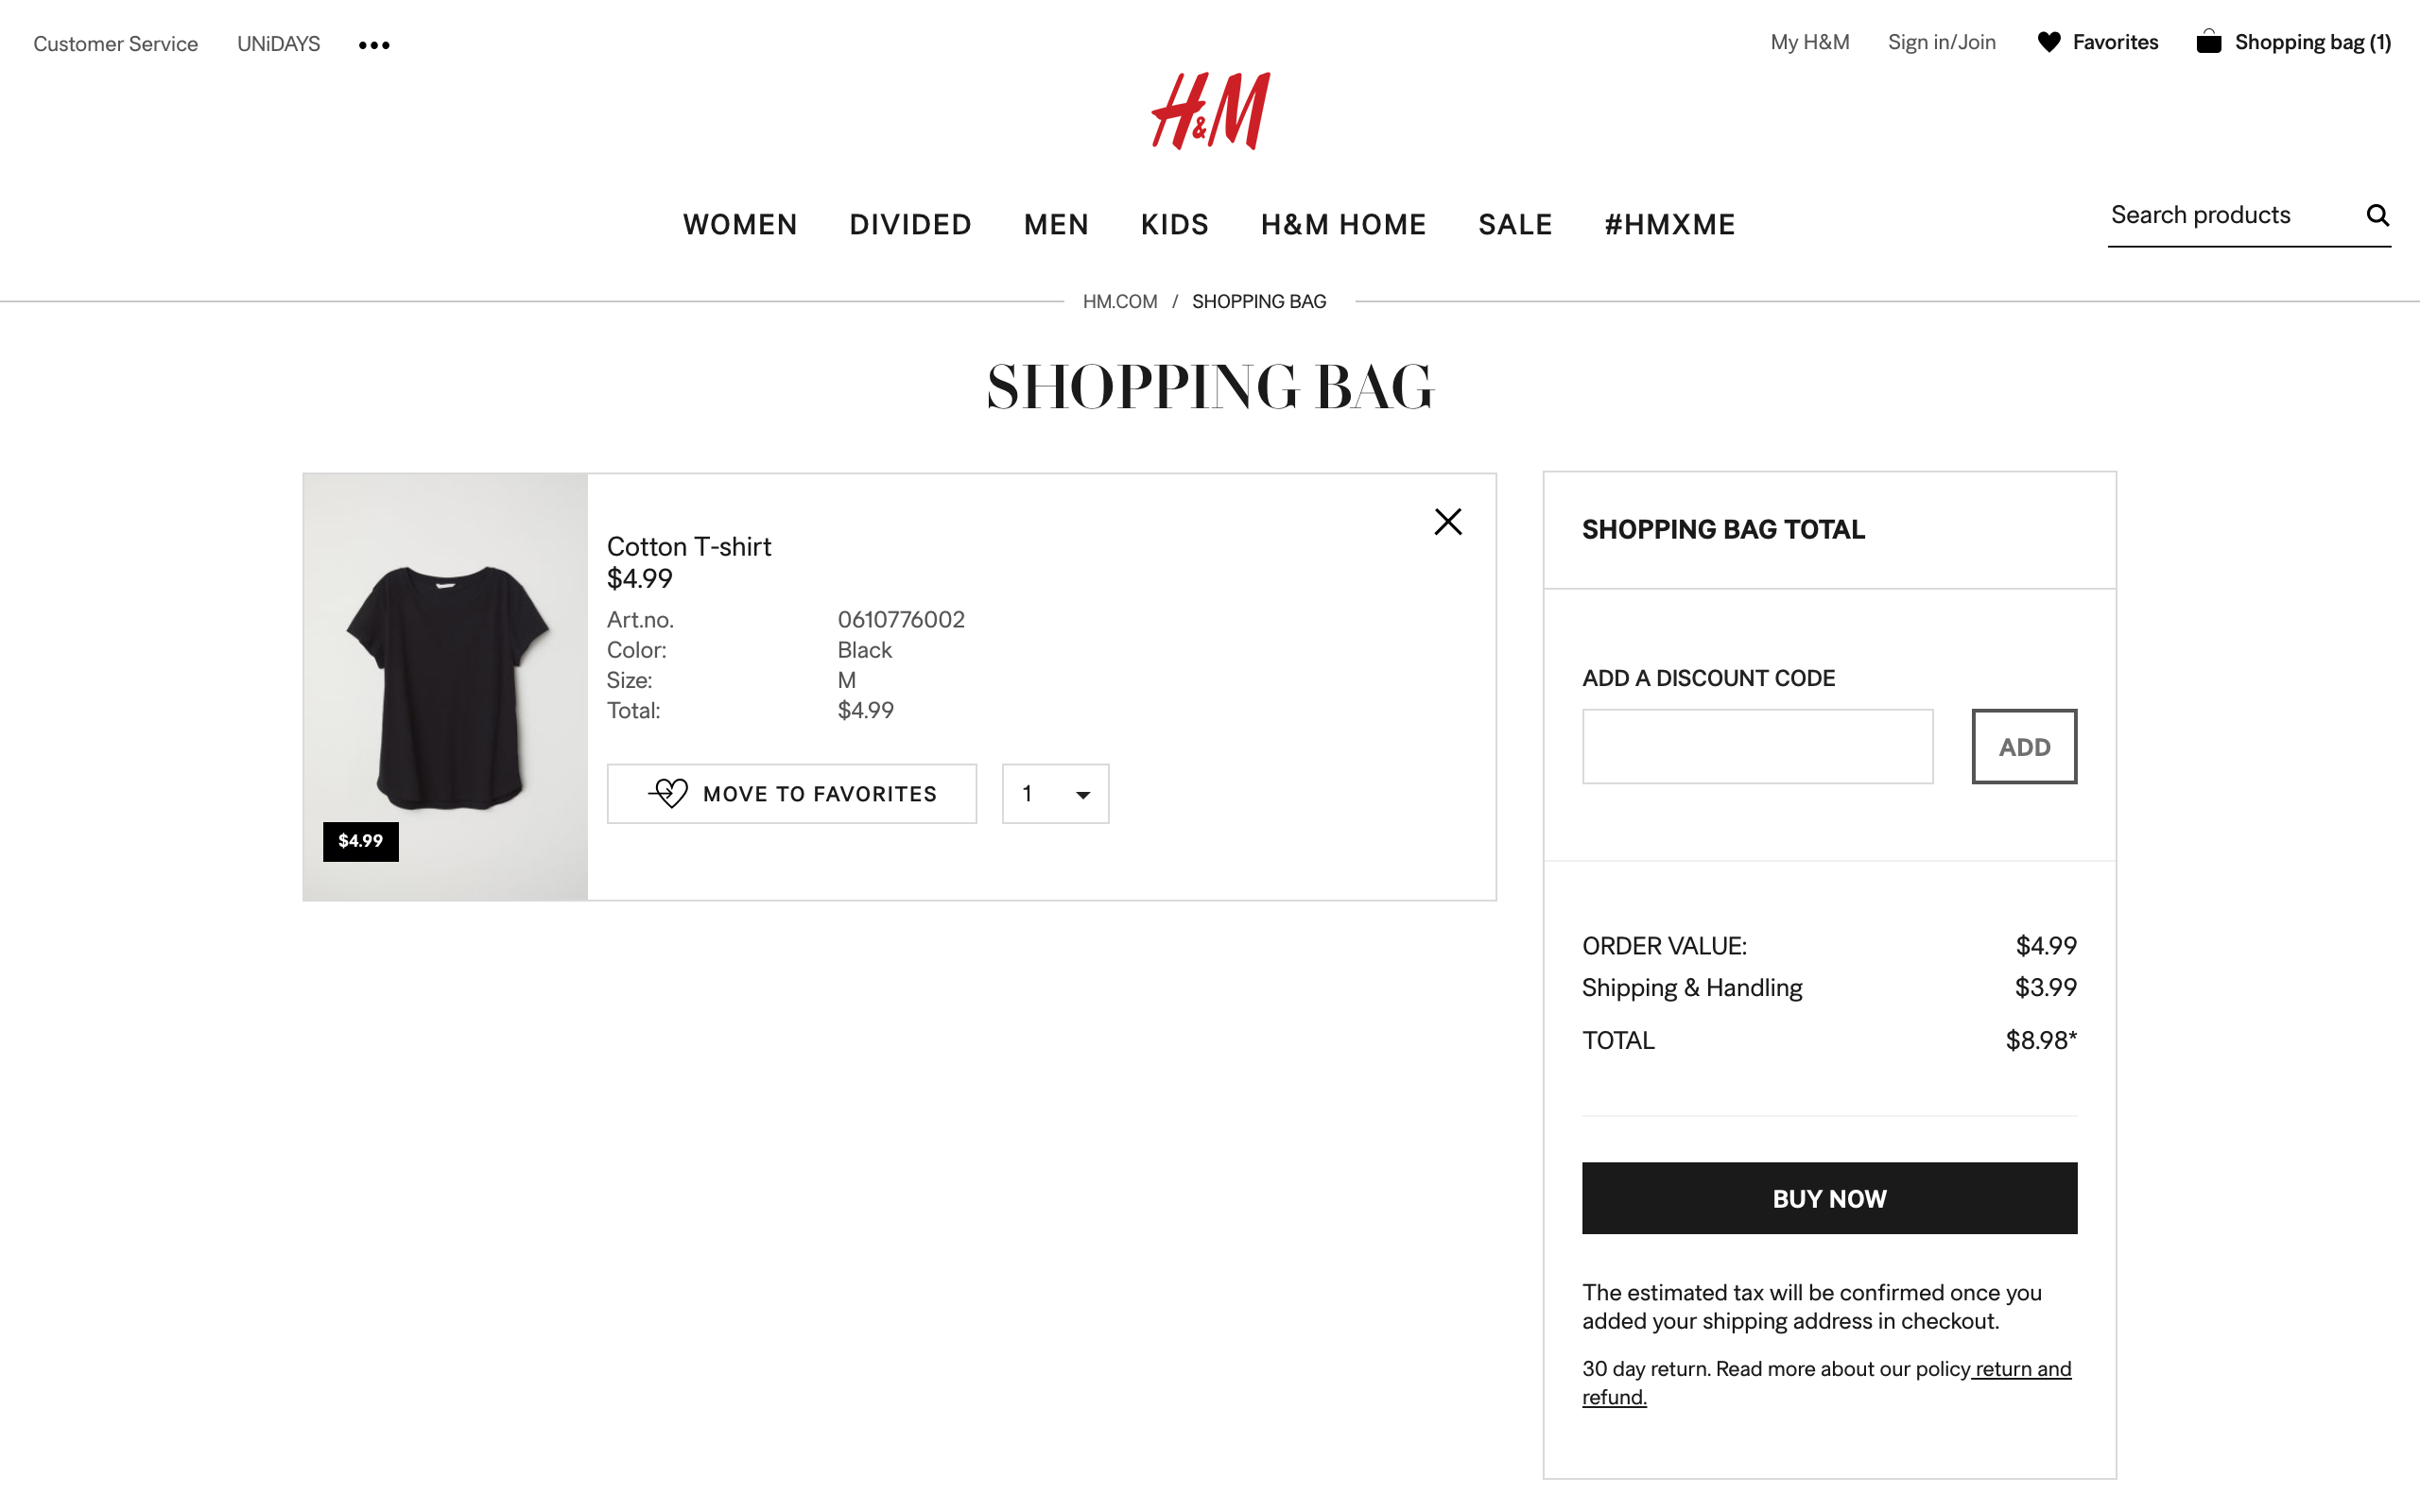 Customer Service UNiDAYS •••
My H&M Sign in/Join Favorites Shopping bag (1)
H&M
WOMEN DIVIDED MEN KIDS H&M HOME SALE #HMXME
Search products
HM.COM / SHOPPING BAG
SHOPPING BAG
Cotton T-shirt
$4.99
Art.no. 0610776002
Color: Black
Size: M
Total: $4.99
MOVE TO FAVORITES 1
$4.99
SHOPPING BAG TOTAL
ADD A DISCOUNT CODE
ADD
ORDER VALUE: $4.99
Shipping & Handling $3.99
TOTAL $8.98*
BUY NOW
The estimated tax will be confirmed once you
added your shipping address in checkout.
30 day return. Read more about our policy return and
refund.